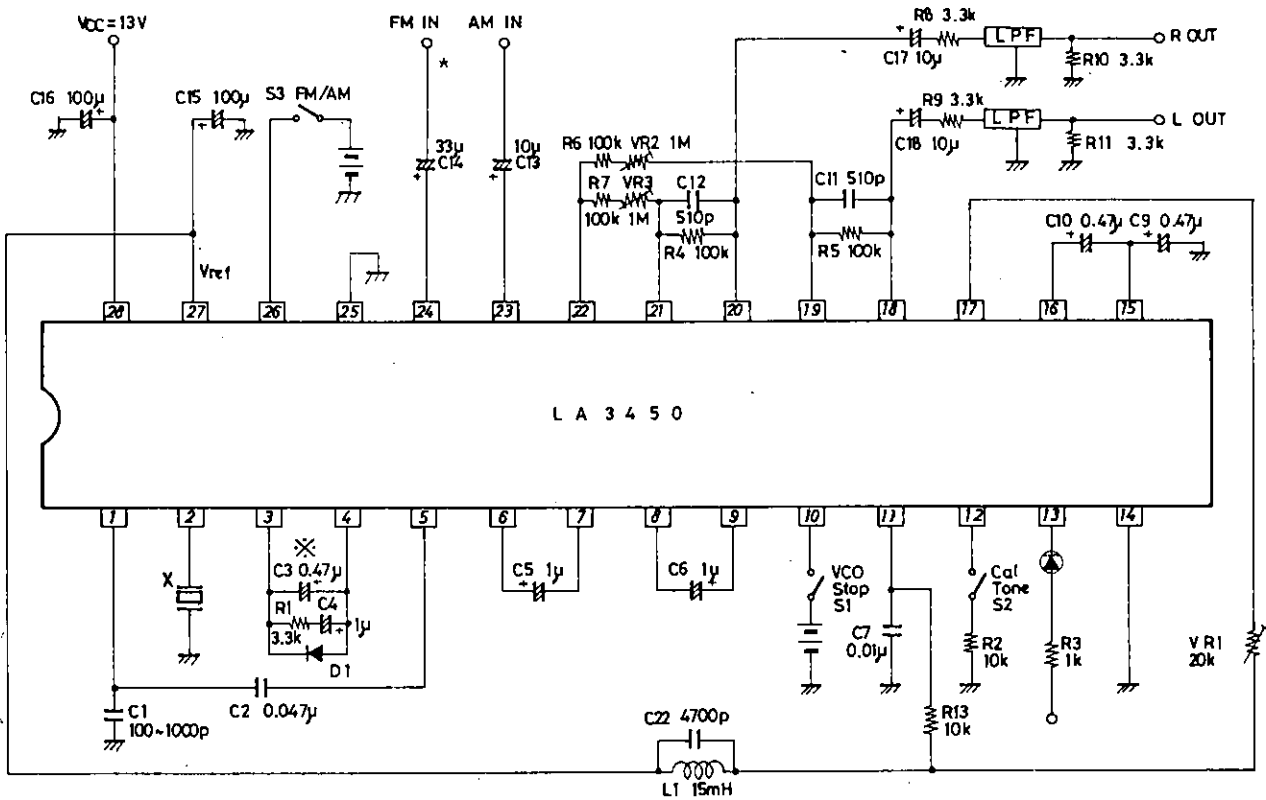 VCC=13V
FM IN
AM IN
R8 3.3k
LPF
R OUT
C17 10µ
R10 3.3k
C16 100µ
C15 100µ
S3 FM/AM
R9 3.3k
LPF
L OUT
C18 10µ
R11 3.3k
33µ
C14
10µ
C13
R6 100k VR2 1M
R7
VR3
C12
C11 510p
100k 1M
510p
R4 100k
R5 100k
C10 0.47µ C9 0.47µ
Vref
28 27 26 25 24 23 22 21 20 19 18 17 16 15
LA3450
1 2 3 4 5 6 7 8 9 10 11 12 13 14
X
※
C3 0.47µ
R1
C4
3.3k
1µ
D1
C5 1µ
C6 1µ
VCO
Stop
S1
Cal
Tone
S2
C7
0.01µ
R2
10k
R3
1k
VR1
20k
C1
100~1000p
C2 0.047µ
C22 4700p
R13
10k
L1 15mH